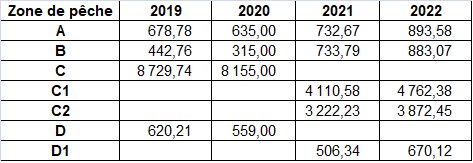 Zone de pêche 2019 2020 2021 2022
A 678,78 635,00 732,67 893,58
B 442,76 315,00 733,79 883,07
C 8 729,74 8 155,00
C1 4 110,58 4 762,38
C2 3 222,23 3 872,45
D 620,21 559,00
D1 506,34 670,12